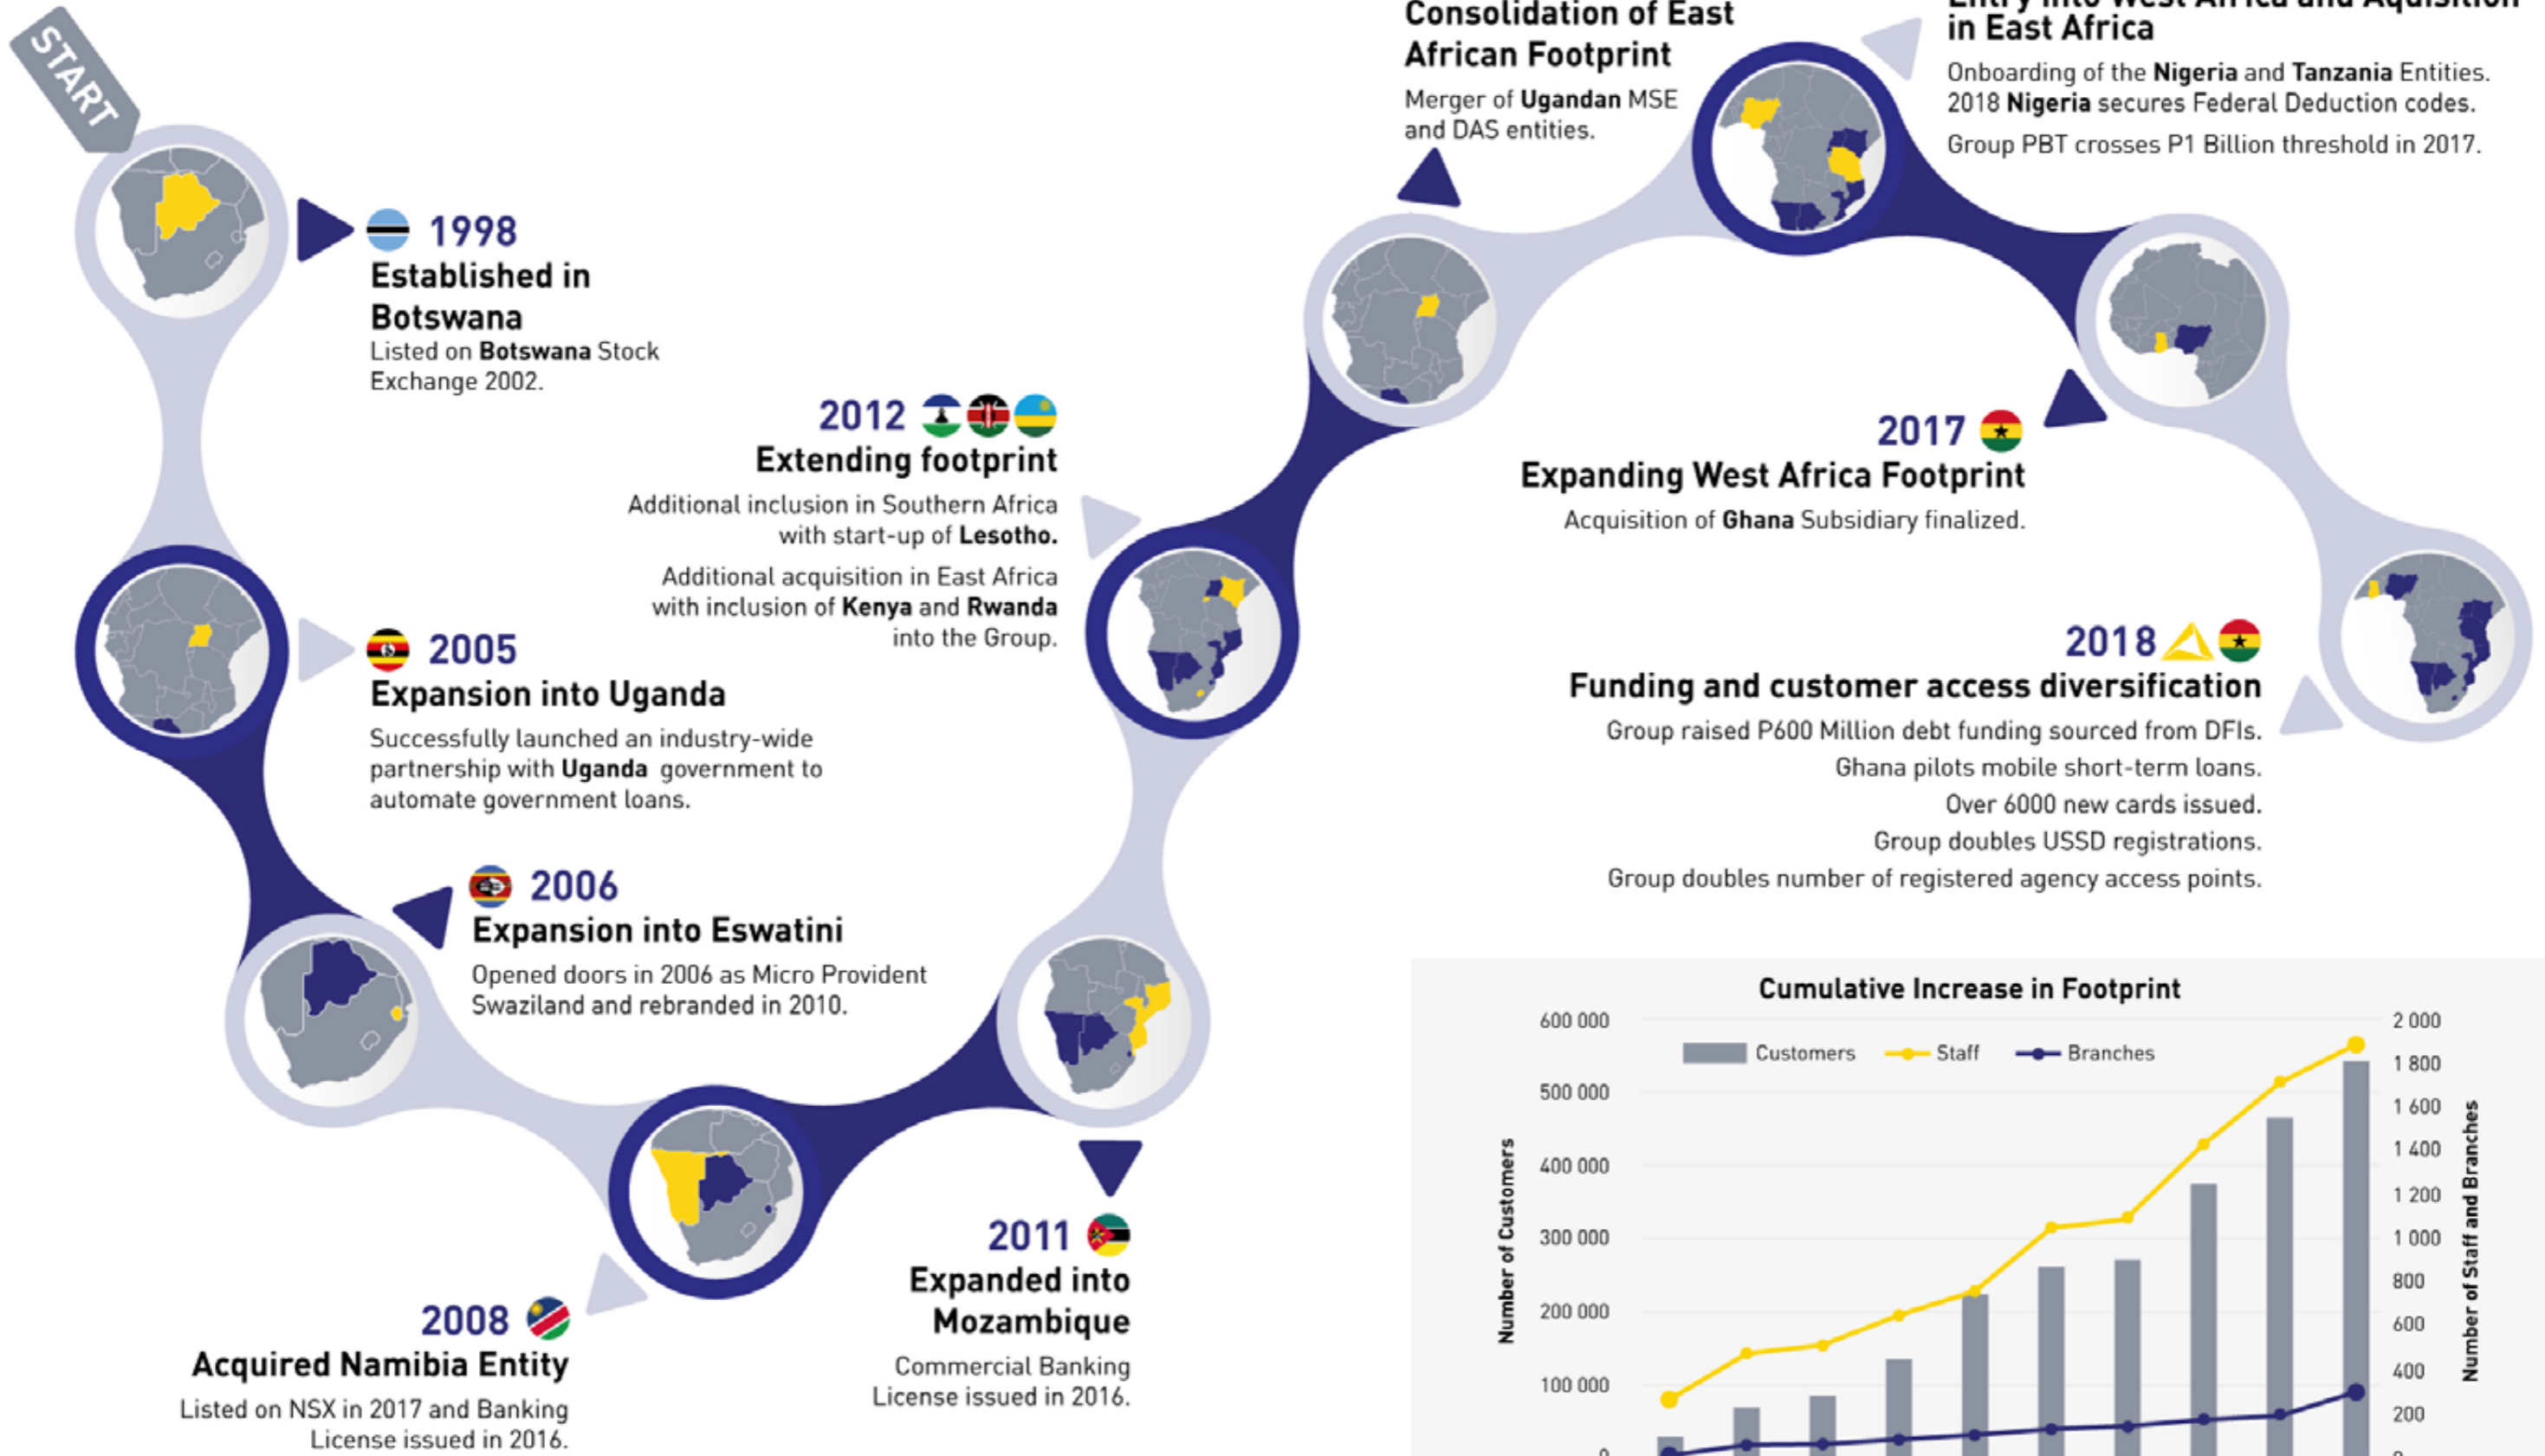 START
1998
Established in
Botswana
Listed on Botswana Stock
Exchange 2002.
2005
Expansion into Uganda
Successfully launched an industry-wide
partnership with Uganda government to
automate government loans.
2006
Expansion into Eswatini
Opened doors in 2006 as Micro Provident
Swaziland and rebranded in 2010.
2008
Acquired Namibia Entity
Listed on NSX in 2017 and Banking
License issued in 2016.
2011
Expanded into
Mozambique
Commercial Banking
License issued in 2016.
2012
Extending footprint
Additional inclusion in Southern Africa
with start-up of Lesotho.
Additional acquisition in East Africa
with inclusion of Kenya and Rwanda
into the Group.
Consolidation of East
African Footprint
Merger of Ugandan MSE
and DAS entities.
Entry into West Africa and Aquisition
in East Africa
Onboarding of the Nigeria and Tanzania Entities.
2018 Nigeria secures Federal Deduction codes.
Group PBT crosses P1 Billion threshold in 2017.
2017
Expanding West Africa Footprint
Acquisition of Ghana Subsidiary finalized.
2018
Funding and customer access diversification
Group raised P600 Million debt funding sourced from DFIs.
Ghana pilots mobile short-term loans.
Over 6000 new cards issued.
Group doubles USSD registrations.
Group doubles number of registered agency access points.
Cumulative Increase in Footprint
Customers
Staff
Branches
Number of Customers
600 000
500 000
400 000
300 000
200 000
100 000
0
2 000
1 800
1 600
1 400
1 200
1 000
800
600
400
200
0
Number of Staff and Branches